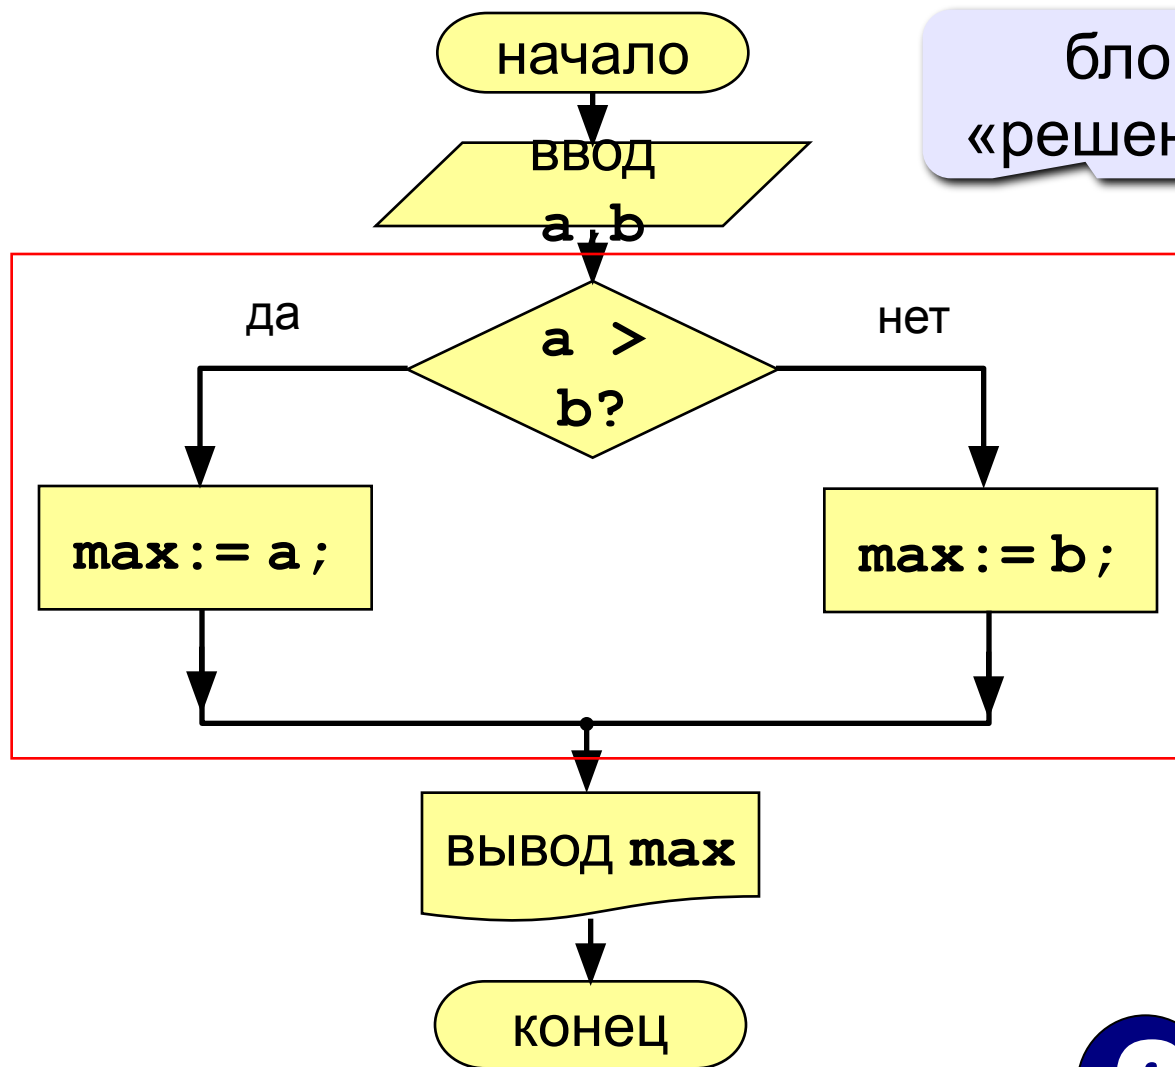 начало
бло
«решен
ввод
a,b
да
a >
b?
нет
max:= a;
max:= b;
вывод max
конец